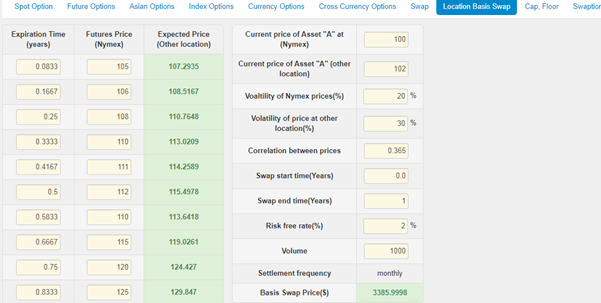 Spot Option Future Options Asian Options Index Options Currency Options Cross Currency Options Swap Location Basis Swap Cap, Floor Swaption
Expiration Time (years) Futures Price (Nymex) Expected Price (Other location)
0.0833 105 107.2935
0.1667 106 108.5167
0.25 108 110.7648
0.3333 110 113.0209
0.4167 111 114.2589
0.5 112 115.4978
0.5833 110 113.6418
0.6667 115 119.0261
0.75 120 124.427
0.8333 125 129.847
Current price of Asset "A" at (Nymex) 100
Current price of Asset "A" (other location) 102
Voaltility of Nymex prices(%) 20 %
Volatility of price at other location(%) 30 %
Correlation between prices 0.365
Swap start time(Years) 0.0
Swap end time(Years) 1
Risk free rate(%) 2 %
Volume 1000
Settlement frequency monthly
Basis Swap Price($) 3385.9998